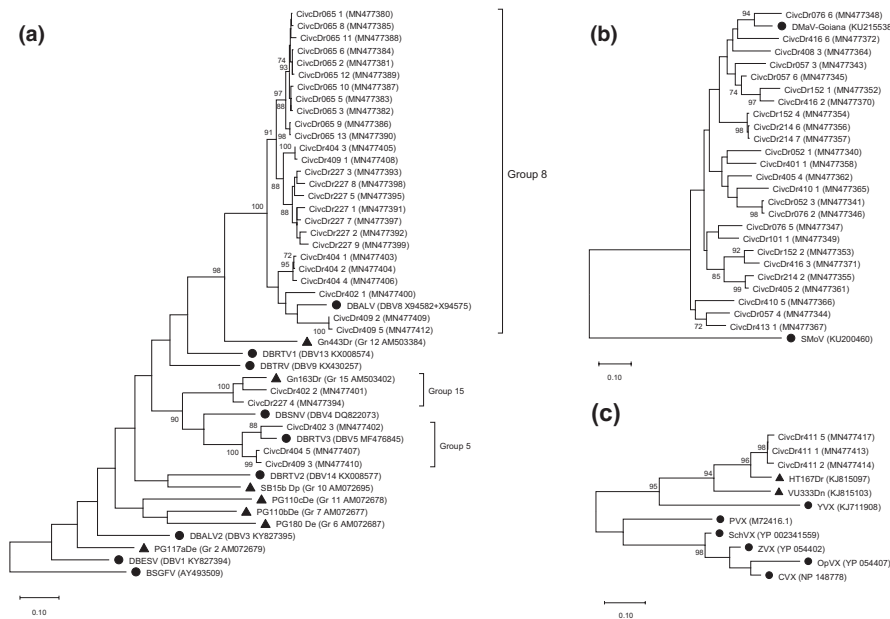 (a)
CivcDr065 1 (MN477380)
CivcDr065 8 (MN477385)
CivcDr065 11 (MN477388)
CivcDr065 6 (MN477384)
74
CivcDr065 2 (MN477381)
93
CivcDr065 12 (MN477389)
CivcDr065 10 (MN477387)
97
CivcDr065 5 (MN477383)
88
CivcDr065 3 (MN477382)
CivcDr065 9 (MN477386)
91
98
CivcDr065 13 (MN477390)
100
CivcDr404 3 (MN477405)
CivcDr409 1 (MN477408)
CivcDr227 3 (MN477393)
88
CivcDr227 8 (MN477398)
CivcDr227 5 (MN477395)
88
CivcDr227 1 (MN477391)
100
CivcDr227 7 (MN477397)
CivcDr227 2 (MN477392)
CivcDr227 9 (MN477399)
72
CivcDr404 1 (MN477403)
95
CivcDr404 2 (MN477404)
CivcDr404 4 (MN477406)
98
CivcDr402 1 (MN477400)
DBALV (DBV8 X94582+X94575)
CivcDr409 2 (MN477409)
100
CivcDr409 5 (MN477412)
Group 8
Gn443Dr (Gr 12 AM503384)
DBRTV1 (DBV13 KX008574)
DBTRV (DBV9 KX430257)
Gn163Dr (Gr 15 AM503402)
100
CivcDr402 2 (MN477401)
CivcDr227 4 (MN477394)
Group 15
90
DBSNV (DBV4 DQ822073)
88
CivcDr402 3 (MN477402)
DBRTV3 (DBV5 MF476845)
100
CivcDr404 5 (MN477407)
99
CivcDr409 3 (MN477410)
Group 5
DBRTV2 (DBV14 KX008577)
SB15b Dp (Gr 10 AM072695)
PG110cDe (Gr 11 AM072678)
PG110bDe (Gr 7 AM072677)
PG180 De (Gr 6 AM072687)
DBALV2 (DBV3 KY827395)
PG117aDe (Gr 2 AM072679)
DBESV (DBV1 KY827394)
BSGFV (AY493509)
0.10
(b)
94
CivcDr076 6 (MN477348)
DMaV-Goiana (KU215538
CivcDr416 6 (MN477372)
CivcDr408 3 (MN477364)
CivcDr057 3 (MN477343)
CivcDr057 6 (MN477345)
74
CivcDr152 1 (MN477352)
97
CivcDr416 2 (MN477370)
CivcDr152 4 (MN477354)
98
CivcDr214 6 (MN477356)
CivcDr214 7 (MN477357)
CivcDr052 1 (MN477340)
CivcDr401 1 (MN477358)
CivcDr405 4 (MN477362)
CivcDr410 1 (MN477365)
CivcDr052 3 (MN477341)
98
CivcDr076 2 (MN477346)
CivcDr076 5 (MN477347)
CivcDr101 1 (MN477349)
92
CivcDr152 2 (MN477353)
CivcDr416 3 (MN477371)
85
CivcDr214 2 (MN477355)
99
CivcDr405 2 (MN477361)
CivcDr410 5 (MN477366)
CivcDr057 4 (MN477344)
72
CivcDr413 1 (MN477367)
SMoV (KU200460)
0.10
(c)
CivcDr411 5 (MN477417)
98
CivcDr411 1 (MN477413)
96
CivcDr411 2 (MN477414)
94
HT167Dr (KJ815097)
95
VU333Dn (KJ815103)
YVX (KJ711908)
PVX (M72416.1)
SchVX (YP 002341559)
98
ZVX (YP 054402)
OpVX (YP 054407)
CVX (NP 148778)
0.10